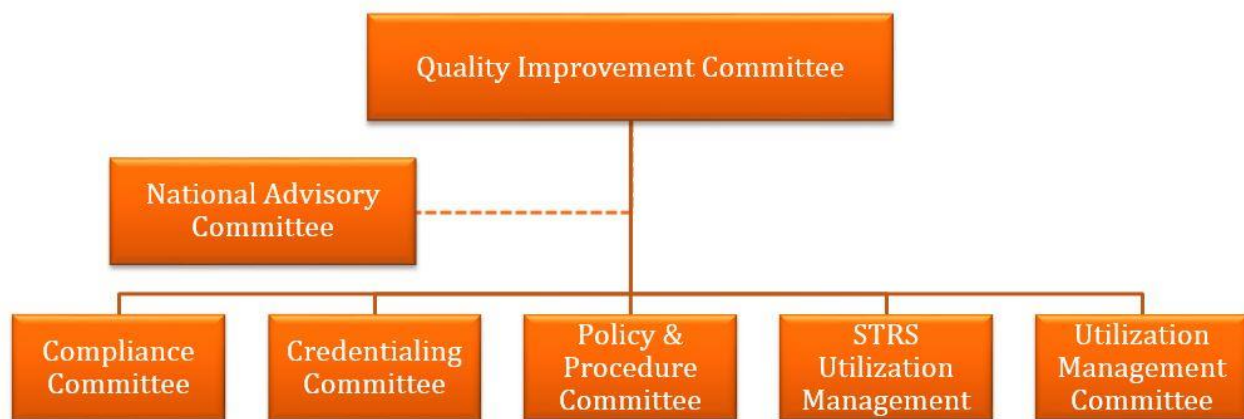 Quality Improvement Committee
National Advisory
Committee
Compliance
Committee
Credentialing
Committee
Policy &
Procedure
Committee
STRS
Utilization
Management
Utilization
Management
Committee